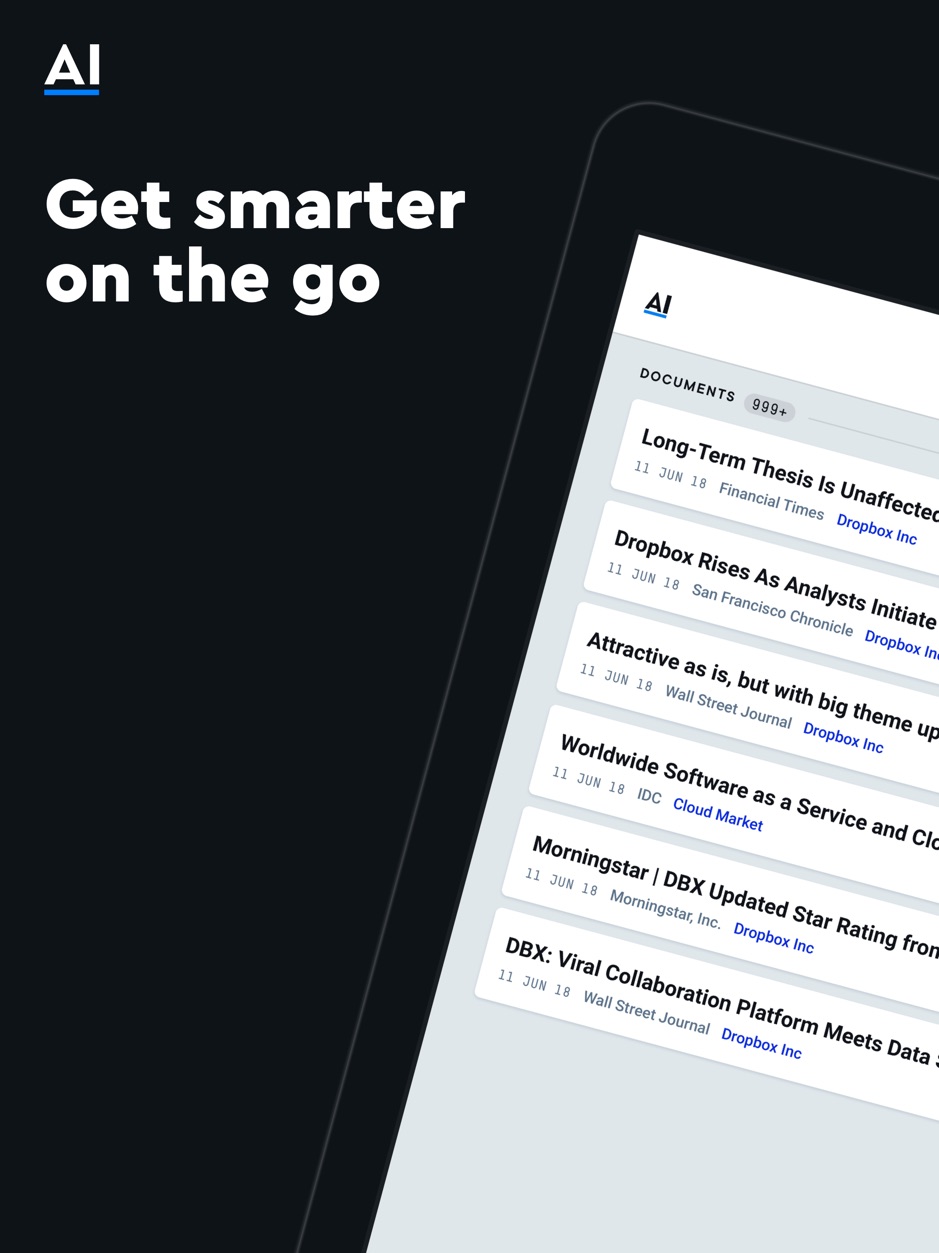 AI
Get smarter
on the go
AI
DOCUMENTS 999+
Long-Term Thesis Is Unaffected
11 JUN 18 Financial Times Dropbox Inc
Dropbox Rises As Analysts Initiate
11 JUN 18 San Francisco Chronicle Dropbox Inc
Attractive as is, but with big theme up
11 JUN 18 Wall Street Journal Dropbox Inc
Worldwide Software as a Service and Clo
11 JUN 18 IDC Cloud Market
Morningstar | DBX Updated Star Rating from
11 JUN 18 Morningstar, Inc. Dropbox Inc
DBX: Viral Collaboration Platform Meets Data
11 JUN 18 Wall Street Journal Dropbox Inc